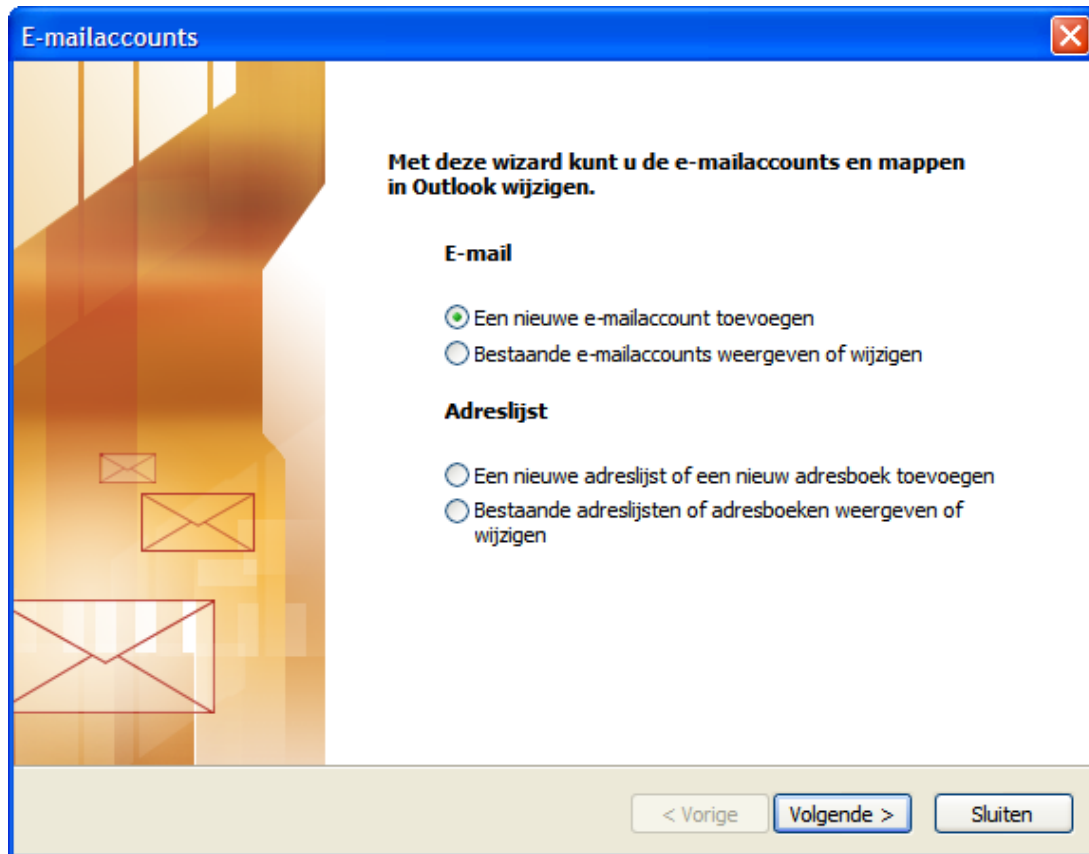 E-mailaccounts
Met deze wizard kunt u de e-mailaccounts en mappen
in Outlook wijzigen.
E-mail
Een nieuwe e-mailaccount toevoegen
Bestaande e-mailaccounts weergeven of wijzigen
Adreslijst
Een nieuwe adreslijst of een nieuw adresboek toevoegen
Bestaande adreslijsten of adresboeken weergeven of
wijzigen
< Vorige Volgende > Sluiten